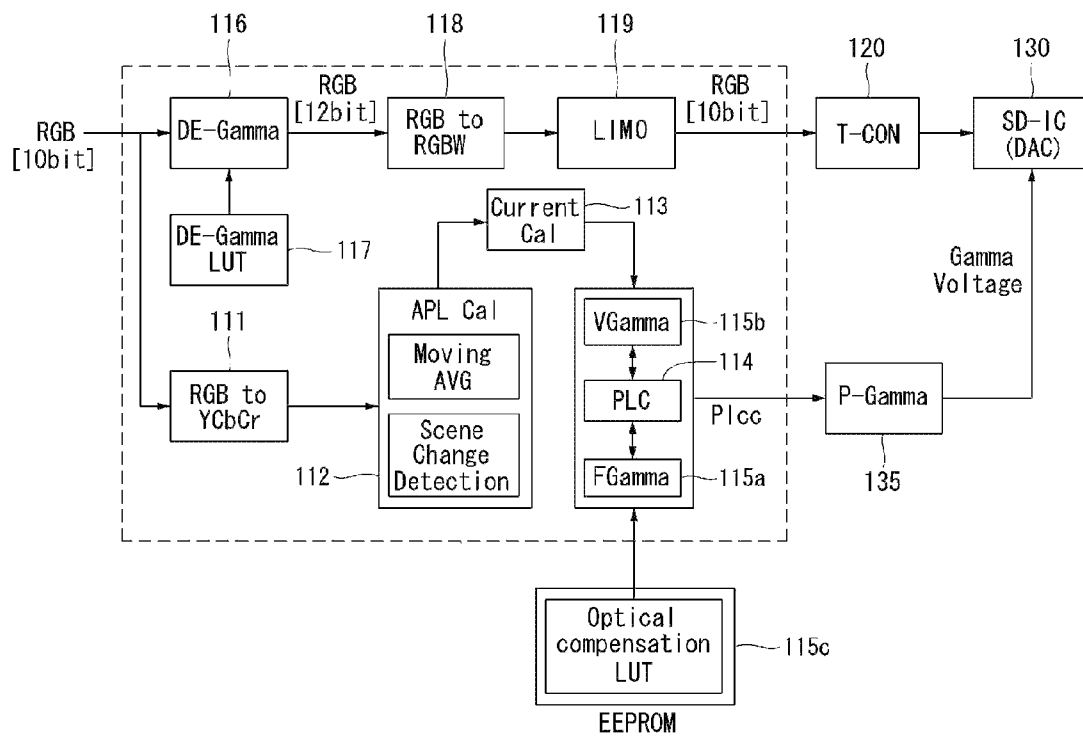 116
118
119
120
130
RGB
[10bit]
DE-Gamma
RGB
[12bit]
RGB to
RGBW
LIMO
RGB
[10bit]
T-CON
SD-IC
(DAC)
DE-Gamma
LUT
117
Current
Cal
113
Gamma
Voltage
111
RGB to
YCbCr
APL Cal
Moving
AVG
Scene
Change
Detection
112
VGamma
115b
114
PLC
FGamma
115a
Plcc
P-Gamma
135
Optical
compensation
LUT
115c
EEPROM